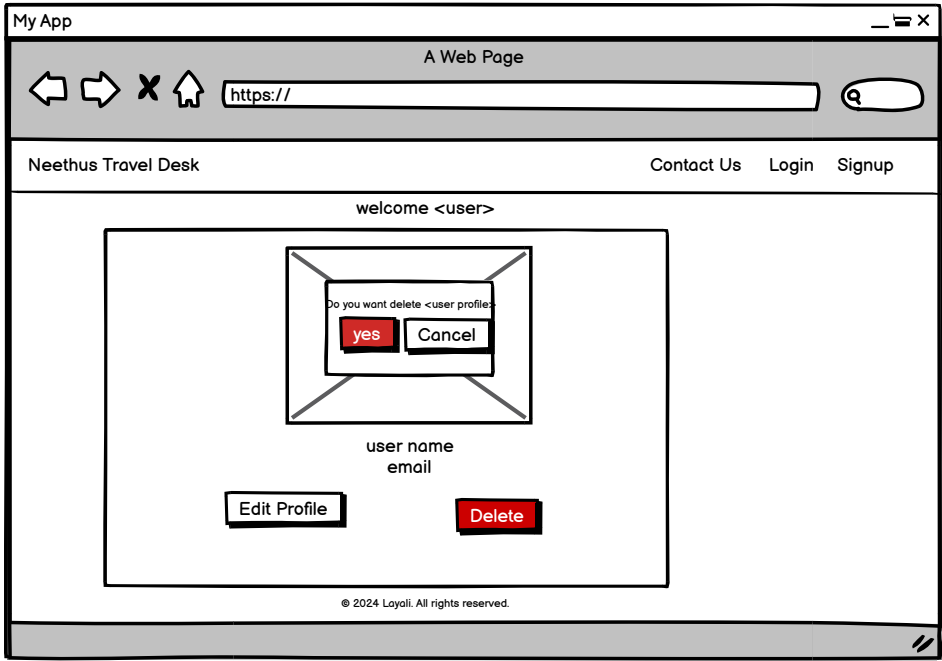 My App
A Web Page
https://
Neethus Travel Desk Contact Us Login Signup
welcome <user>
Do you want delete <user profile>
yes Cancel
user name
email
Edit Profile Delete
© 2024 Layali. All rights reserved.